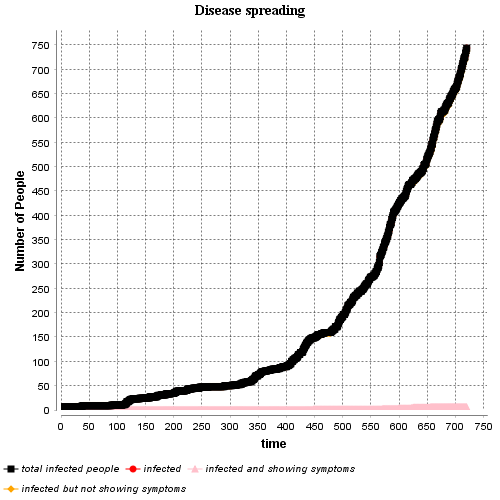 Disease spreading
Number of People
750
700
650
600
550
500
450
400
350
300
250
200
150
100
50
0
0 50 100 150 200 250 300 350 400 450 500 550 600 650 700 750
time
total infected people infected infected and showing symptoms
infected but not showing symptoms